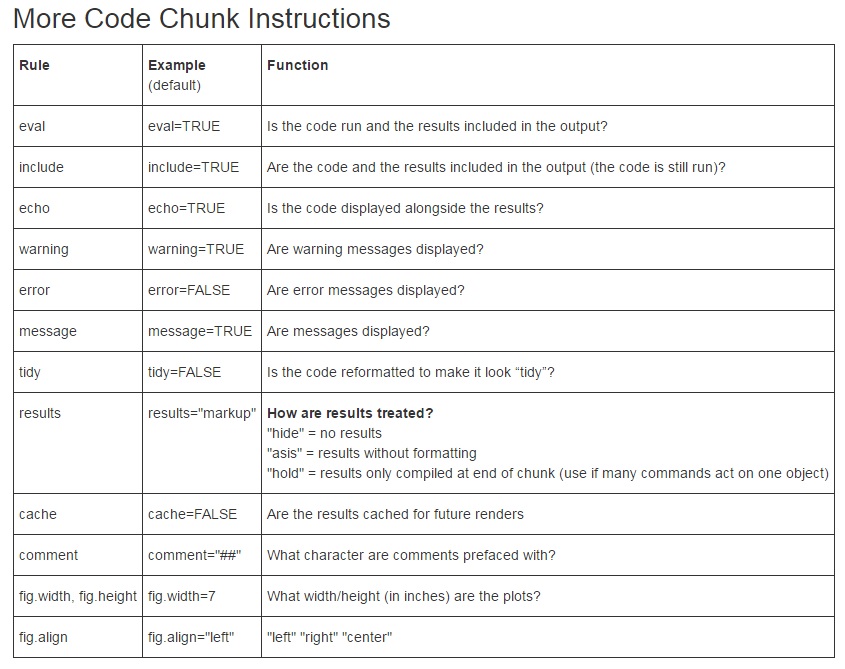 More Code Chunk Instructions
Rule Example Function
(default)
eval eval=TRUE Is the code run and the results included in the output?
include include=TRUE Are the code and the results included in the output (the code is still run)?
echo echo=TRUE Is the code displayed alongside the results?
warning warning=TRUE Are warning messages displayed?
error error=FALSE Are error messages displayed?
message message=TRUE Are messages displayed?
tidy tidy=FALSE Is the code reformatted to make it look “tidy”?
results results="markup" How are results treated?
"hide" = no results
"asis" = results without formatting
"hold" = results only compiled at end of chunk (use if many commands act on one object)
cache cache=FALSE Are the results cached for future renders
comment comment="##" What character are comments prefaced with?
fig.width, fig.height fig.width=7 What width/height (in inches) are the plots?
fig.align fig.align="left" "left" "right" "center"